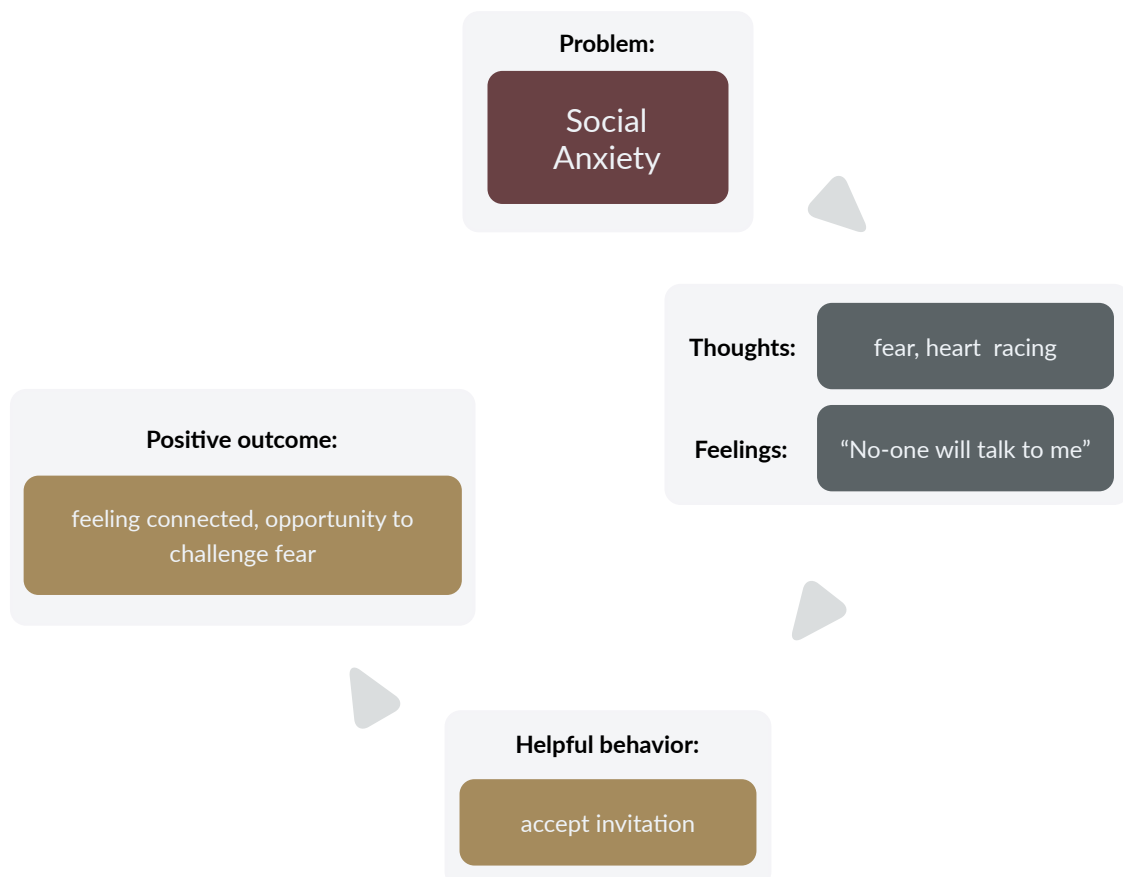 Problem:
Social
Anxiety
Thoughts:
fear, heart racing
Feelings:
“No-one will talk to me”
Positive outcome:
feeling connected, opportunity to
challenge fear
Helpful behavior:
accept invitation